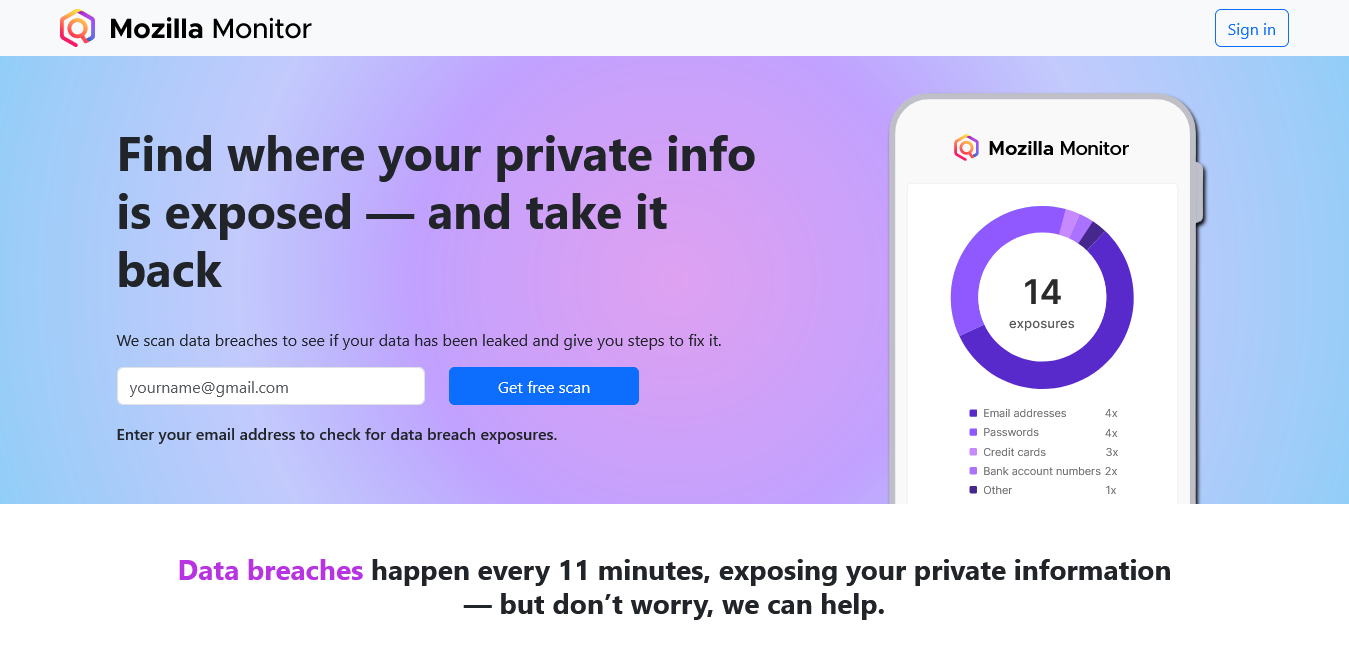 Mozilla Monitor
Sign in
Find where your private info
is exposed — and take it
back
We scan data breaches to see if your data has been leaked and give you steps to fix it.
yourname@gmail.com
Get free scan
Enter your email address to check for data breach exposures.
Mozilla Monitor
14
exposures
Email addresses 4x
Passwords 4x
Credit cards 3x
Bank account numbers 2x
Other 1x
Data breaches happen every 11 minutes, exposing your private information
— but don’t worry, we can help.